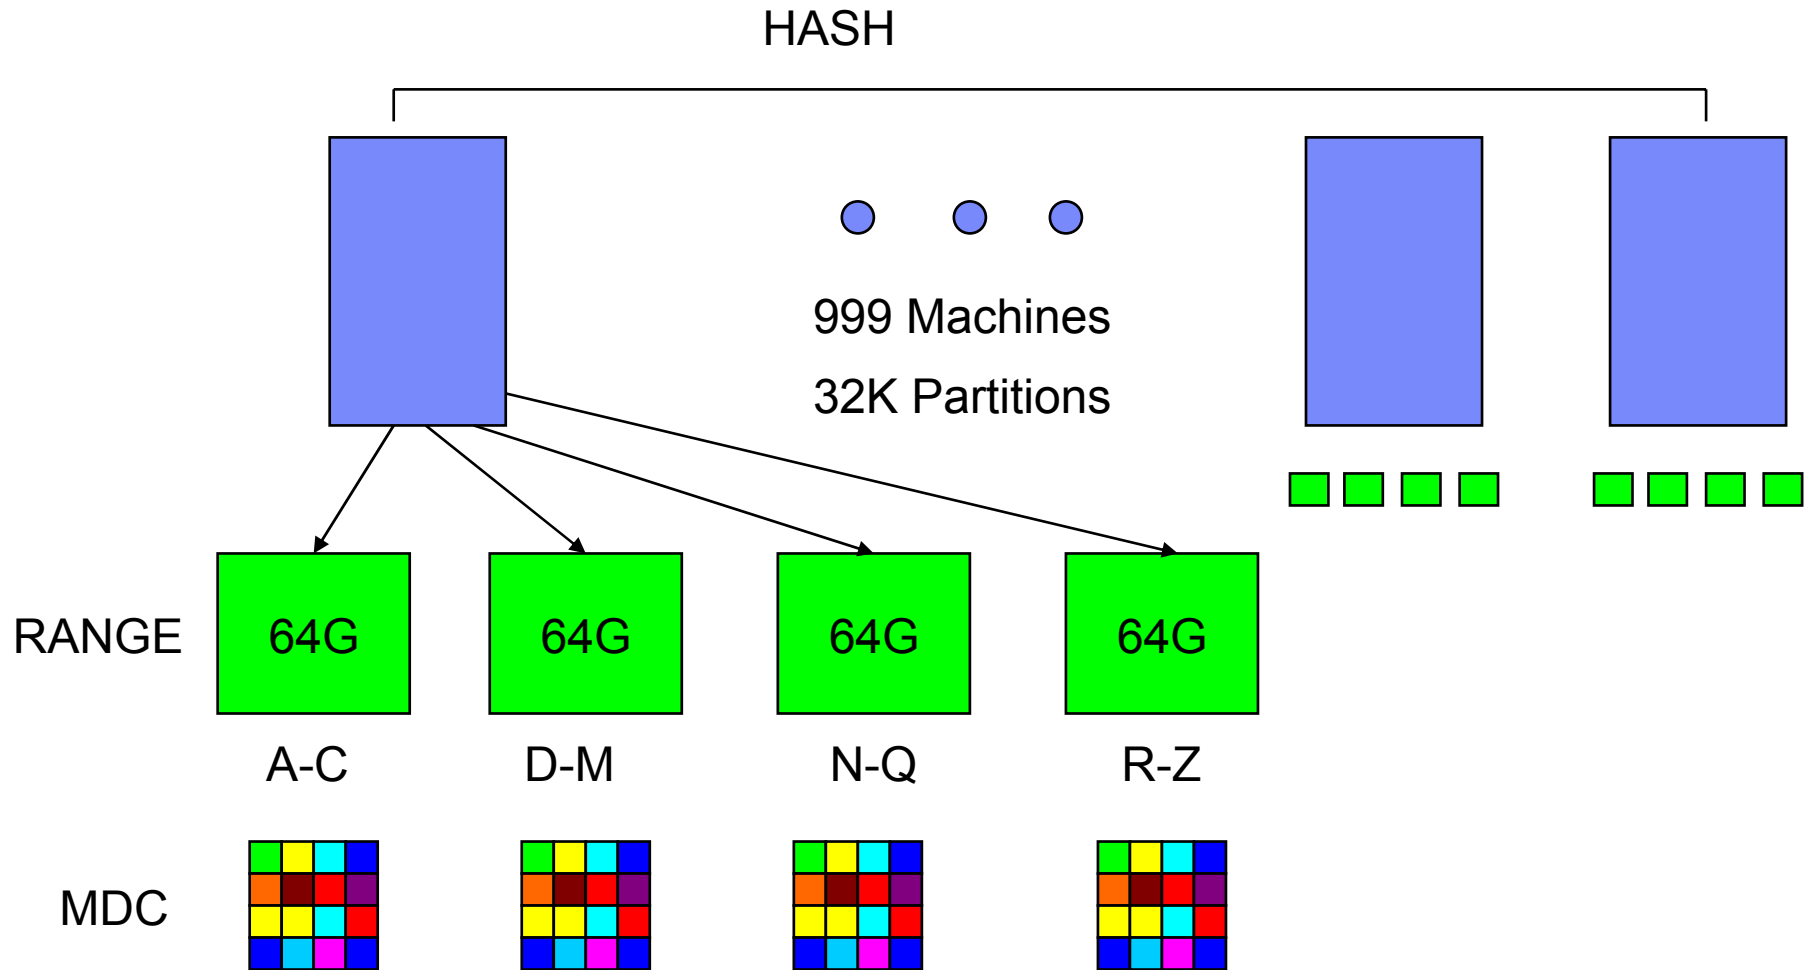 HASH
999 Machines
32K Partitions
RANGE 64G 64G 64G 64G
A-C D-M N-Q R-Z
MDC